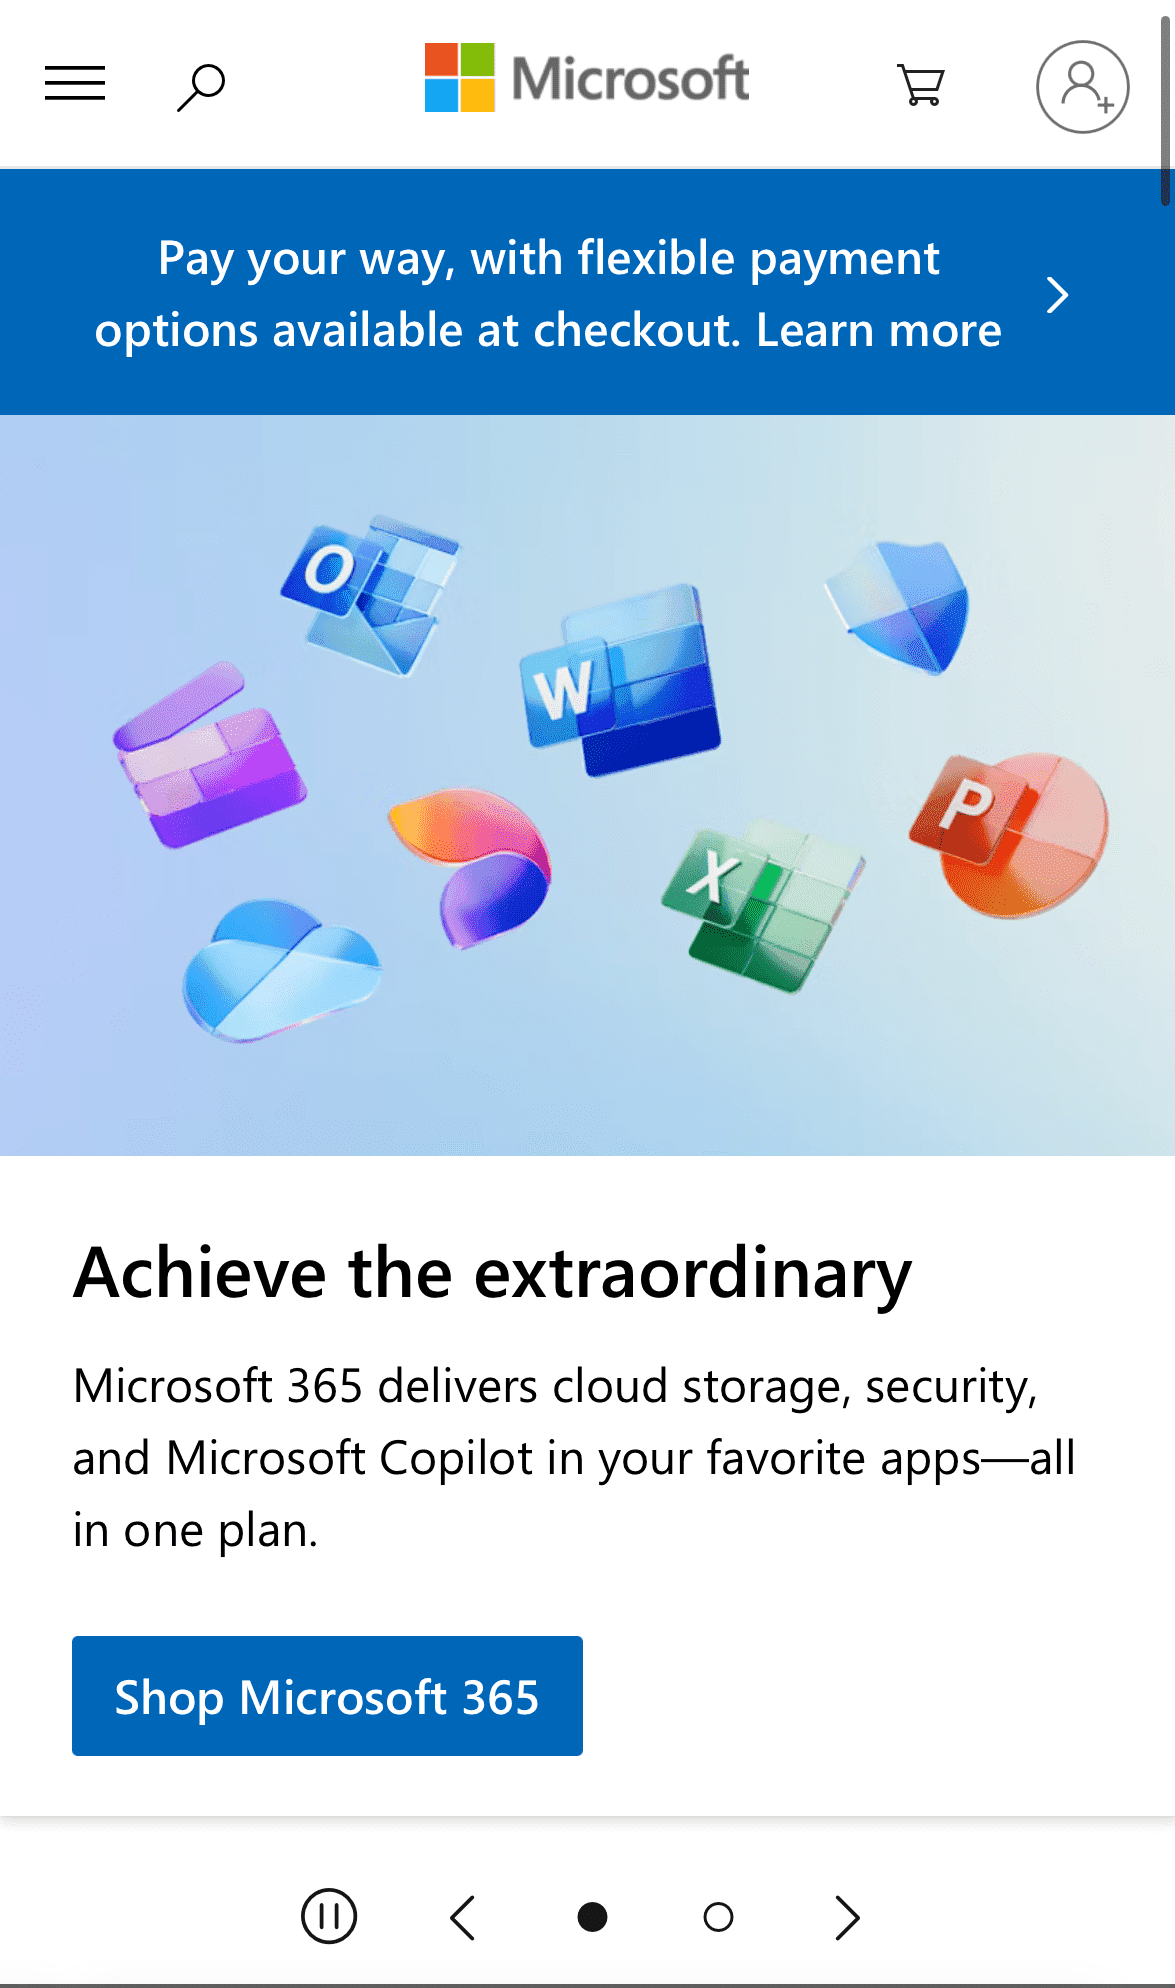 Microsoft
Pay your way, with flexible payment
options available at checkout. Learn more
O
W
P
X
Achieve the extraordinary
Microsoft 365 delivers cloud storage, security,
and Microsoft Copilot in your favorite apps—all
in one plan.
Shop Microsoft 365